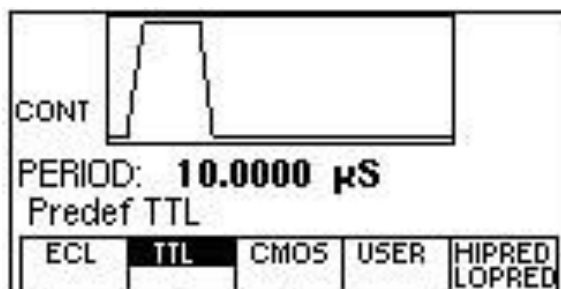 CONT
PERIOD: 10.0000 µS
Predef TTL
ECL TTL CMOS USER HIPRED
LOPRED